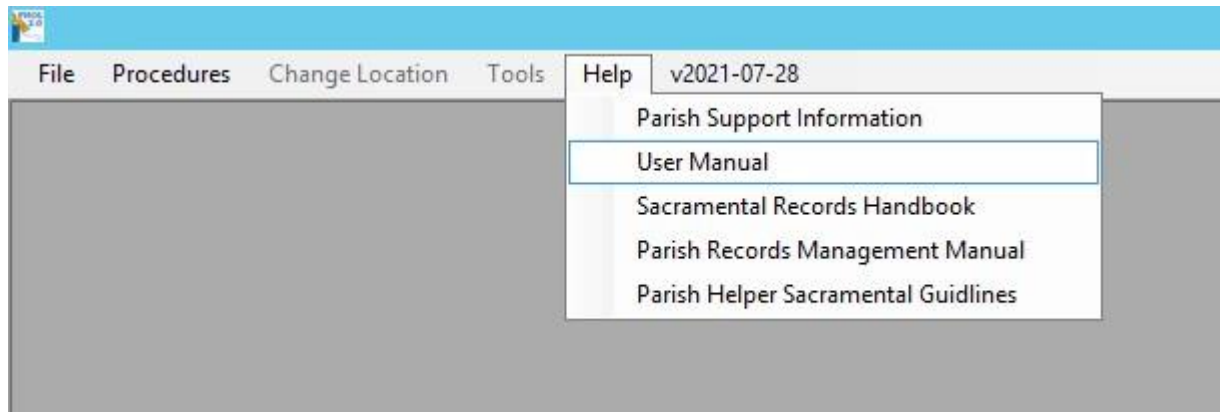 File Procedures Change Location Tools Help v2021-07-28
Parish Support Information
User Manual
Sacramental Records Handbook
Parish Records Management Manual
Parish Helper Sacramental Guidlines